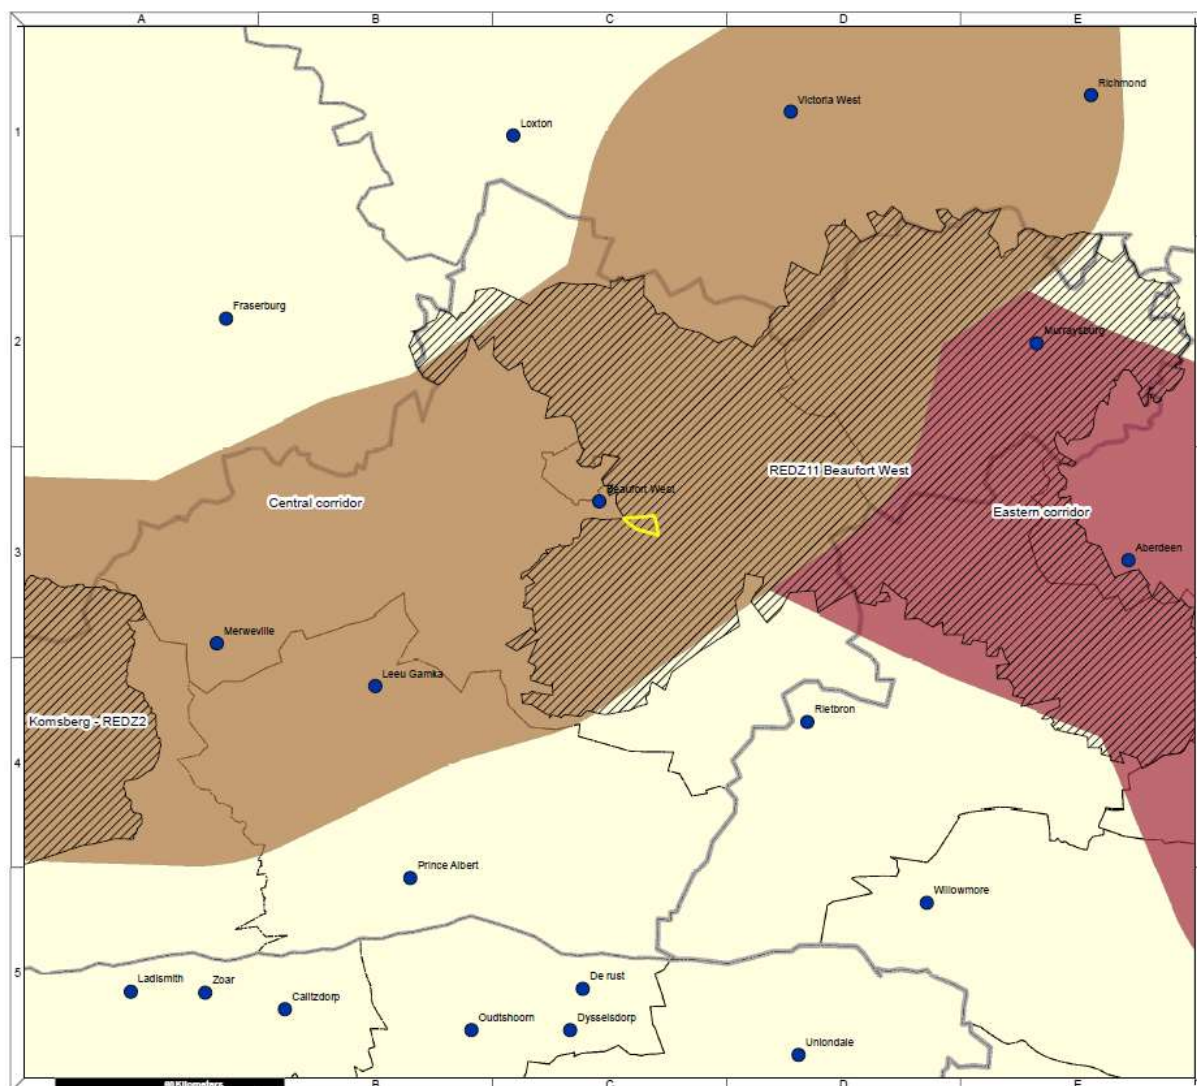 A B C D E
1
Richmond
Victoria West
Loxton
Fraserburg
2
Murraysburg
REDZ11 Beaufort West
Beaufort West
Central corridor
Eastern corridor
3
Aberdeen
Merweville
Leeu Gamka
Komsberg - REDZ2
Rietbron
4
Prince Albert
Willowmore
5
Ladismith
Zoar
De rust
Calitzdorp
Oudtshoorn
Dysselsdorp
Uniondale
B C D E